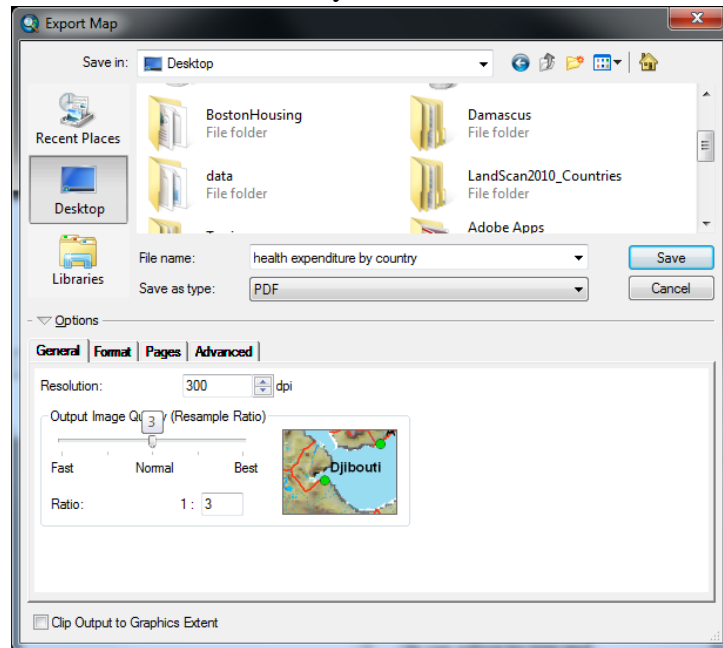 Export Map
Save in: Desktop
Recent Places
Desktop
Libraries
BostonHousing
File folder
Damascus
File folder
data
File folder
LandScan2010_Countries
File folder
Adobe Apps
File name: health expenditure by country Save
Save as type: PDF Cancel
Options
General Format Pages Advanced
Resolution: 300 dpi
Output Image Quality (Resample Ratio)
3
Fast Normal Best
Djibouti
Ratio: 1 : 3
Clip Output to Graphics Extent